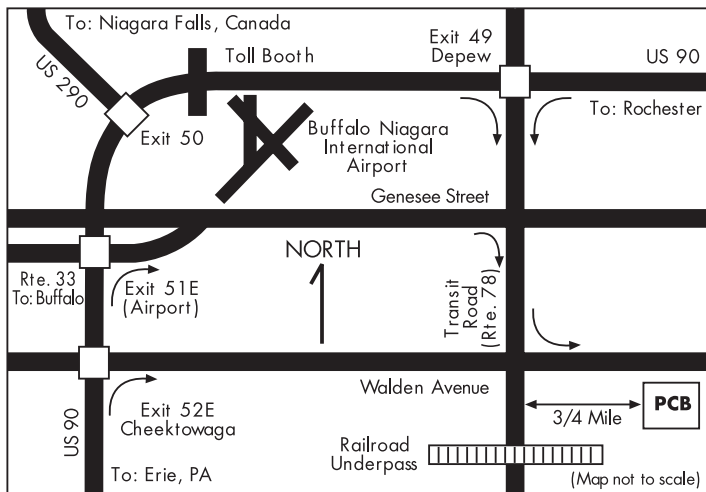 To: Niagara Falls, Canada
US 290
Toll Booth
Exit 49
Depew
US 90
To: Rochester
Exit 50
Buffalo Niagara
International
Airport
Genesee Street
NORTH
Rte. 33
To: Buffalo
Exit 51E
(Airport)
Transit
Road
(Rte. 78)
Walden Avenue
PCB
3/4 Mile
Exit 52E
Cheektowaga
US 90
Railroad
Underpass
To: Erie, PA
(Map not to scale)